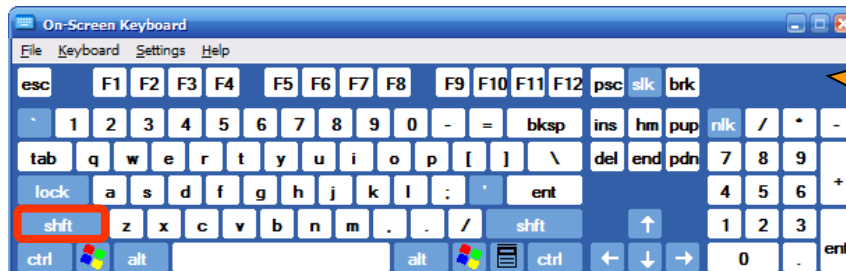 On-Screen Keyboard
File Keyboard Settings Help
esc F1 F2 F3 F4 F5 F6 F7 F8 F9 F10 F11 F12 psc slk brk
` 1 2 3 4 5 6 7 8 9 0 - = bksp ins hm pup nlk / * -
tab q w e r t y u i o p [ ] \ del end pdn 7 8 9 +
lock a s d f g h j k l ; ' ent 4 5 6
shft z x c v b n m , . / shft ↑ 1 2 3 ent
ctrl alt alt ctrl ← ↓ → 0 .